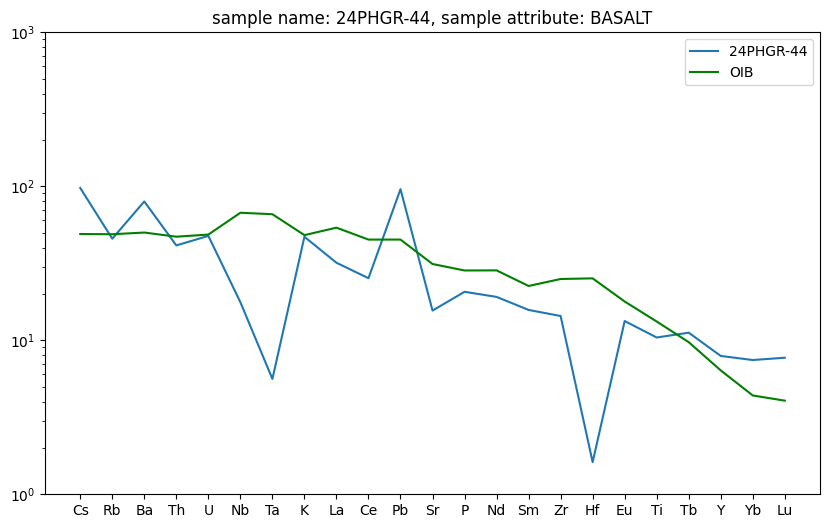 sample name: 24PHGR-44, sample attribute: BASALT
10³
24PHGR-44
OIB
10²
10¹
10⁰
Cs Rb Ba Th U Nb Ta K La Ce Pb Sr P Nd Sm Zr Hf Eu Ti Tb Y Yb Lu